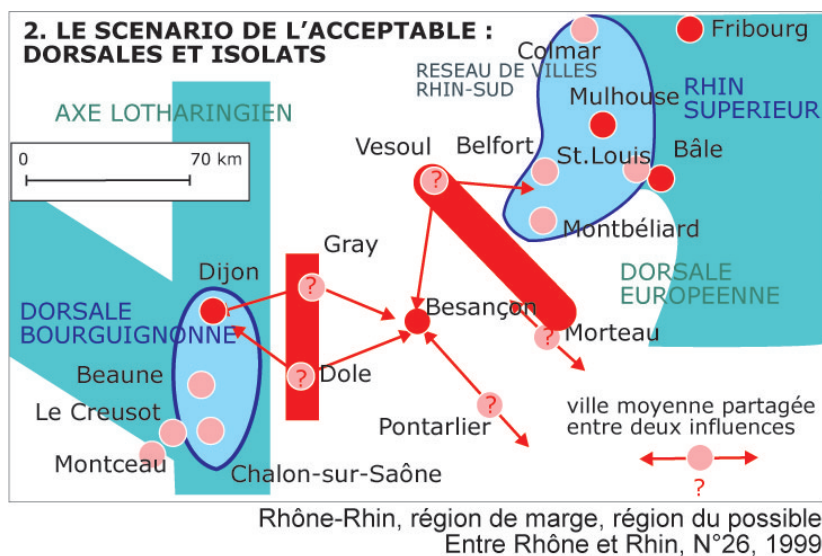 2. LE SCENARIO DE L'ACCEPTABLE :
DORSALES ET ISOLATS
Colmar
Fribourg
RESEAU DE VILLES
RHIN-SUD
RHIN
SUPERIEUR
AXE LOTHARINGIEN
Mulhouse
0 70 km
Vesoul
Belfort
St.Louis
Bâle
?
Montbéliard
Gray
Dijon
?
DORSALE
EUROPEENNE
DORSALE
BOURGUIGNONNE
Besançon
Morteau
?
Beaune
Dole
?
Le Creusot
Pontarlier
?
ville moyenne partagée
entre deux influences
?
Montceau
Chalon-sur-Saône
Rhône-Rhin, région de marge, région du possible
Entre Rhône et Rhin, N°26, 1999